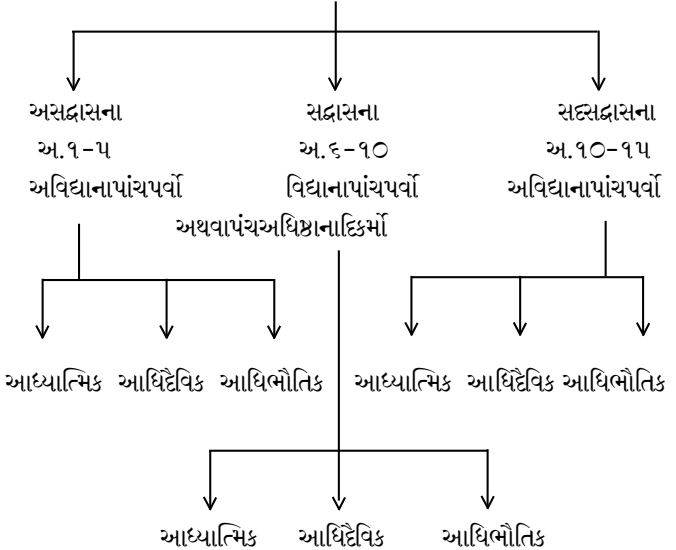 અસદ્વાસના સદ્વાસના સદસદ્વાસના
અ.૧-૫ અ.૬-૧૦ અ.૧૦-૧૫
અવિદ્યાનાપાંચપર્વો વિદ્યાનાપાંચપર્વો અવિદ્યાનાપાંચપર્વો
અથવાપંચઅધિષ્ઠાનાદિકર્મો
આધ્યાત્મિક આધિદૈવિક આધિભૌતિક આધ્યાત્મિક આધિદૈવિક આધિભૌતિક
આધ્યાત્મિક આધિદૈવિક આધિભૌતિક